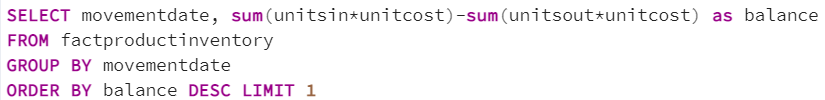 SELECT movementdate, sum(unitsin*unitcost)-sum(unitsout*unitcost) as balance
FROM factproductinventory
GROUP BY movementdate
ORDER BY balance DESC LIMIT 1